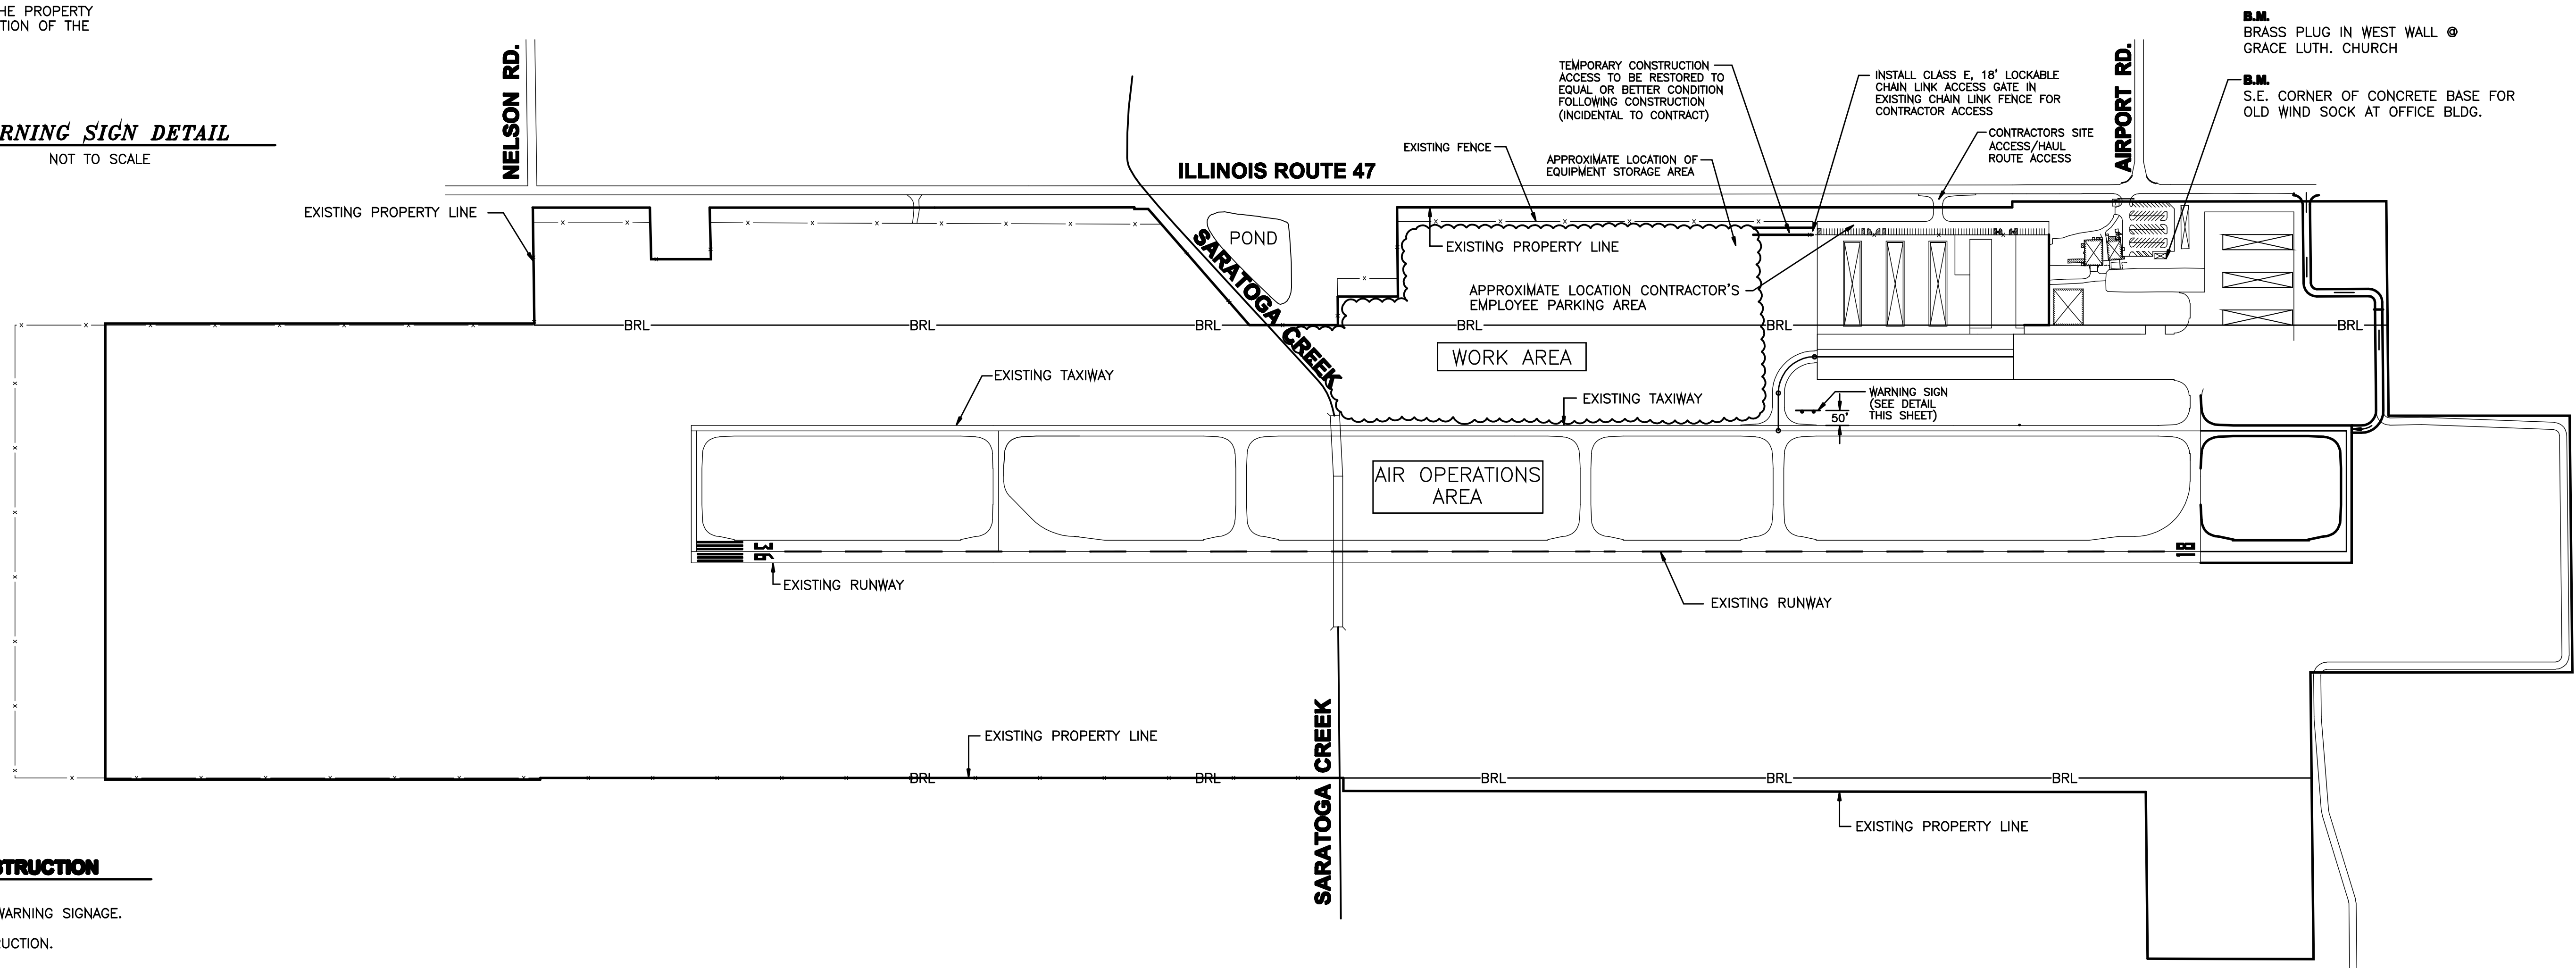 HE PROPERTY
TION OF THE
RNING SIGN DETAIL
NOT TO SCALE
NELSON RD.
EXISTING PROPERTY LINE
ILLINOIS ROUTE 47
SARATOGA CREEK
POND
EXISTING FENCE
TEMPORARY CONSTRUCTION
ACCESS TO BE RESTORED TO
EQUAL OR BETTER CONDITION
FOLLOWING CONSTRUCTION
(INCIDENTAL TO CONTRACT)
APPROXIMATE LOCATION OF
EQUIPMENT STORAGE AREA
INSTALL CLASS E, 18' LOCKABLE
CHAIN LINK ACCESS GATE IN
EXISTING CHAIN LINK FENCE FOR
CONTRACTOR ACCESS
CONTRACTORS SITE
ACCESS/HAUL
ROUTE ACCESS
AIRPORT RD.
B.M.
BRASS PLUG IN WEST WALL @
GRACE LUTH. CHURCH
B.M.
S.E. CORNER OF CONCRETE BASE FOR
OLD WIND SOCK AT OFFICE BLDG.
EXISTING PROPERTY LINE
APPROXIMATE LOCATION CONTRACTOR'S
EMPLOYEE PARKING AREA
BRL
BRL
BRL
BRL
BRL
BRL
WORK AREA
EXISTING TAXIWAY
EXISTING TAXIWAY
WARNING SIGN
(SEE DETAIL
THIS SHEET)
50'
AIR OPERATIONS
AREA
36
18
EXISTING RUNWAY
EXISTING RUNWAY
SARATOGA CREEK
EXISTING PROPERTY LINE
BRL
BRL
BRL
BRL
BRL
EXISTING PROPERTY LINE
STRUCTION
WARNING SIGNAGE.
RUCTION.